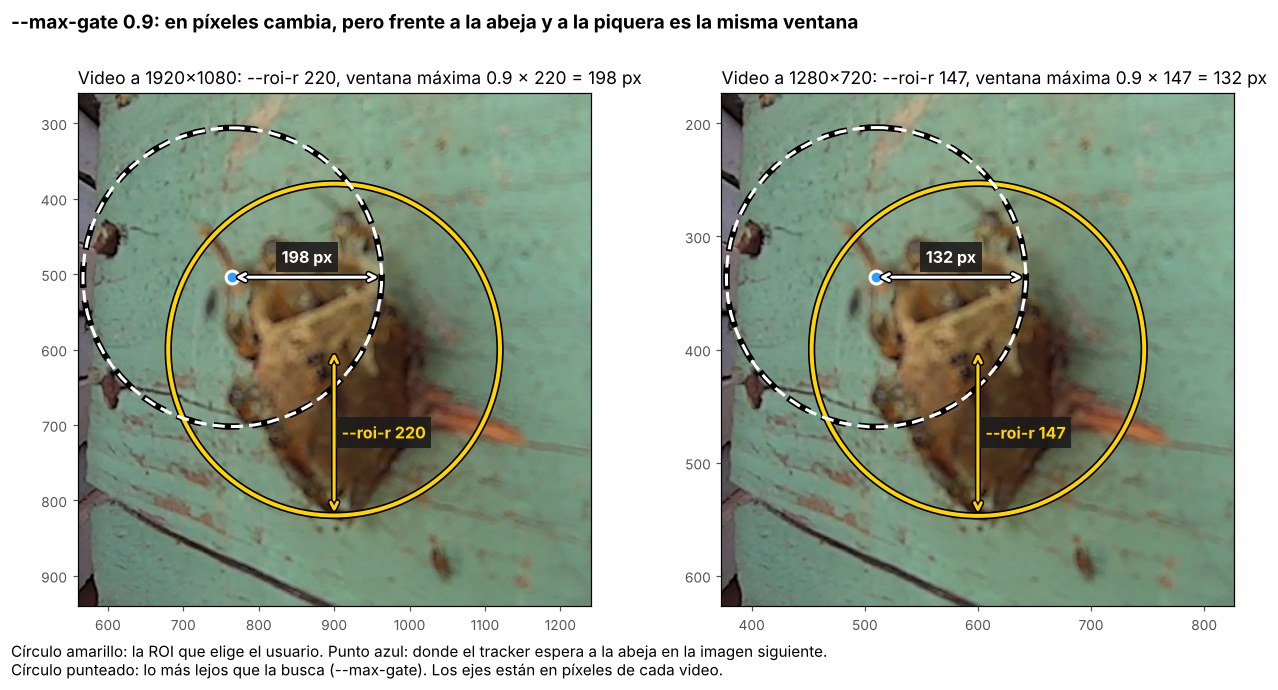 --max-gate 0.9: en píxeles cambia, pero frente a la abeja y a la piquera es la misma ventana
Video a 1920×1080: --roi-r 220, ventana máxima 0.9 × 220 = 198 px
300
400
500
600
700
800
900
198 px
--roi-r 220
600
700
800
900
1000
1100
1200
Video a 1280×720: --roi-r 147, ventana máxima 0.9 × 147 = 132 px
200
300
400
500
600
132 px
--roi-r 147
400
500
600
700
800
Círculo amarillo: la ROI que elige el usuario. Punto azul: donde el tracker espera a la abeja en la imagen siguiente.
Círculo punteado: lo más lejos que la busca (--max-gate). Los ejes están en píxeles de cada video.